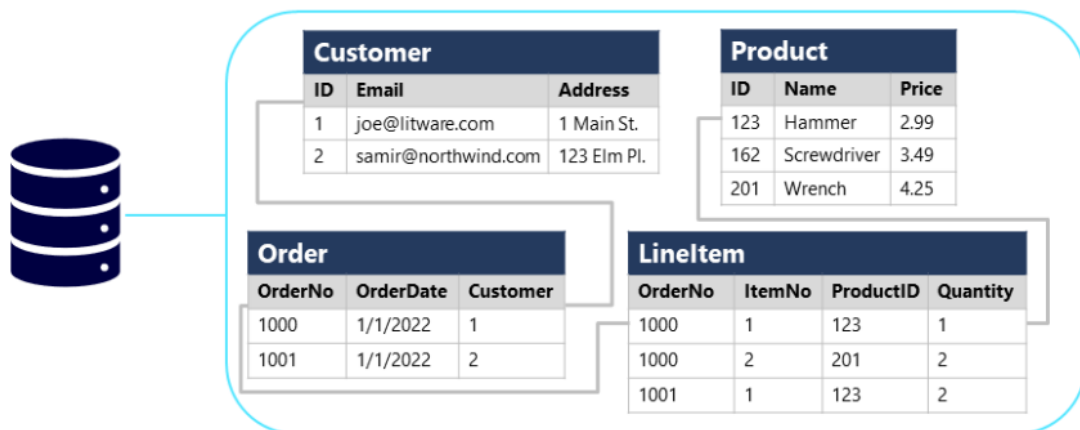 Customer
ID Email Address
1 joe@litware.com 1 Main St.
2 samir@northwind.com 123 Elm Pl.
Product
ID Name Price
123 Hammer 2.99
162 Screwdriver 3.49
201 Wrench 4.25
Order
OrderNo OrderDate Customer
1000 1/1/2022 1
1001 1/1/2022 2
LineItem
OrderNo ItemNo ProductID Quantity
1000 1 123 1
1000 2 201 2
1001 1 123 2